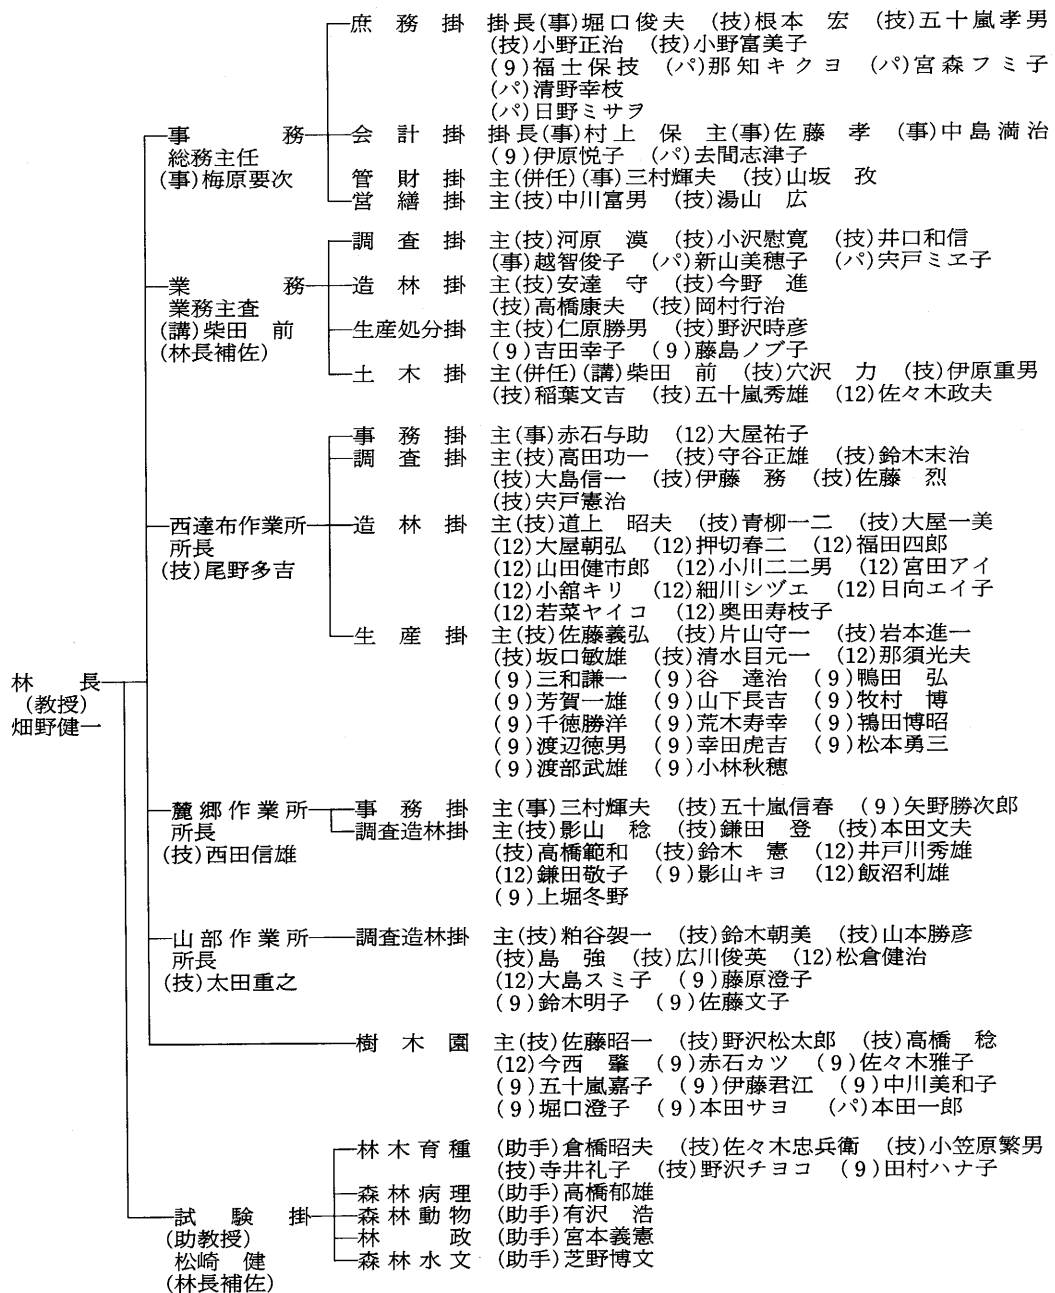 庶務掛 掛長(事)堀口俊夫 (技)根本 宏 (技)五十嵐孝男
(技)小野正治 (技)小野富美子
(9)福士保技 (パ)那知キクヨ (パ)宮森フミ子
(パ)清野幸枝
(パ)日野ミサヲ
事務
総務主任
(事)梅原要次
会計掛 掛長(事)村上 保 主(事)佐藤 孝 (事)中島満治
(9)伊原悦子 (パ)去間志津子
管財掛 主(併任)(事)三村輝夫 (技)山坂 孜
営繕掛 主(技)中川富男 (技)湯山 広
調査掛 主(技)河原 漠 (技)小沢慰寛 (技)井口和信
(事)越智俊子 (パ)新山美穂子 (パ)宍戸ミヱ子
業務
業務主査
(講)柴田 前
(林長補佐)
造林掛 主(技)安達 守 (技)今野 進
(技)高橋康夫 (技)岡村行治
生産処分掛 主(技)仁原勝男 (技)野沢時彦
(9)吉田幸子 (9)藤島ノブ子
土木掛 主(併任)(講)柴田 前 (技)穴沢 力 (技)伊原重男
(技)稲葉文吉 (技)五十嵐秀雄 (12)佐々木政夫
事務掛 主(事)赤石与助 (12)大屋祐子
調査掛 主(技)高田功一 (技)守谷正雄 (技)鈴木末治
(技)大島信一 (技)伊藤 務 (技)佐藤 烈
(技)宍戸憲治
西達布作業所
所長
(技)尾野多吉
造林掛 主(技)道上 昭夫 (技)青柳一二 (技)大屋一美
(12)大屋朝弘 (12)押切春二 (12)福田四郎
(12)山田健市郎 (12)小川二二男 (12)宮田アイ
(12)小舘キリ (12)細川シヅエ (12)日向エイ子
(12)若菜ヤイコ (12)奥田寿枝子
生産掛 主(技)佐藤義弘 (技)片山守一 (技)岩本進一
(技)坂口敏雄 (技)清水目元一 (12)那須光夫
(9)三和謙一 (9)谷 達治 (9)鴨田 弘
(9)芳賀一雄 (9)山下長吉 (9)牧村 博
(9)千徳勝洋 (9)荒木寿幸 (9)鴇田博昭
(9)渡辺徳男 (9)幸田虎吉 (9)松本勇三
(9)渡部武雄 (9)小林秋穂
林長
(教授)
畑野健一
麓郷作業所
所長
(技)西田信雄
事務掛 主(事)三村輝夫 (技)五十嵐信春 (9)矢野勝次郎
調査造林掛 主(技)影山 稔 (技)鎌田 登 (技)本田文夫
(技)高橋範和 (技)鈴木 憲 (12)井戸川秀雄
(12)鎌田敬子 (9)影山キヨ (12)飯沼利雄
(9)上堀冬野
山部作業所
所長
(技)太田重之
調査造林掛 主(技)粕谷袈一 (技)鈴木朝美 (技)山本勝彦
(技)島 強 (技)広川俊英 (12)松倉健治
(12)大島スミ子 (9)藤原澄子
(9)鈴木明子 (9)佐藤文子
樹木園 主(技)佐藤昭一 (技)野沢松太郎 (技)高橋 稔
(12)今西 肇 (9)赤石カツ (9)佐々木雅子
(9)五十嵐嘉子 (9)伊藤君江 (9)中川美和子
(9)堀口澄子 (9)本田サヨ (パ)本田一郎
林木育種 (助手)倉橋昭夫 (技)佐々木忠兵衛 (技)小笠原繁男
(技)寺井礼子 (技)野沢チヨコ (9)田村ハナ子
森林病理 (助手)高橋郁雄
試験掛
(助教授)
松崎 健
(林長補佐)
森林動物 (助手)有沢 浩
林政 (助手)宮本義憲
森林水文 (助手)芝野博文